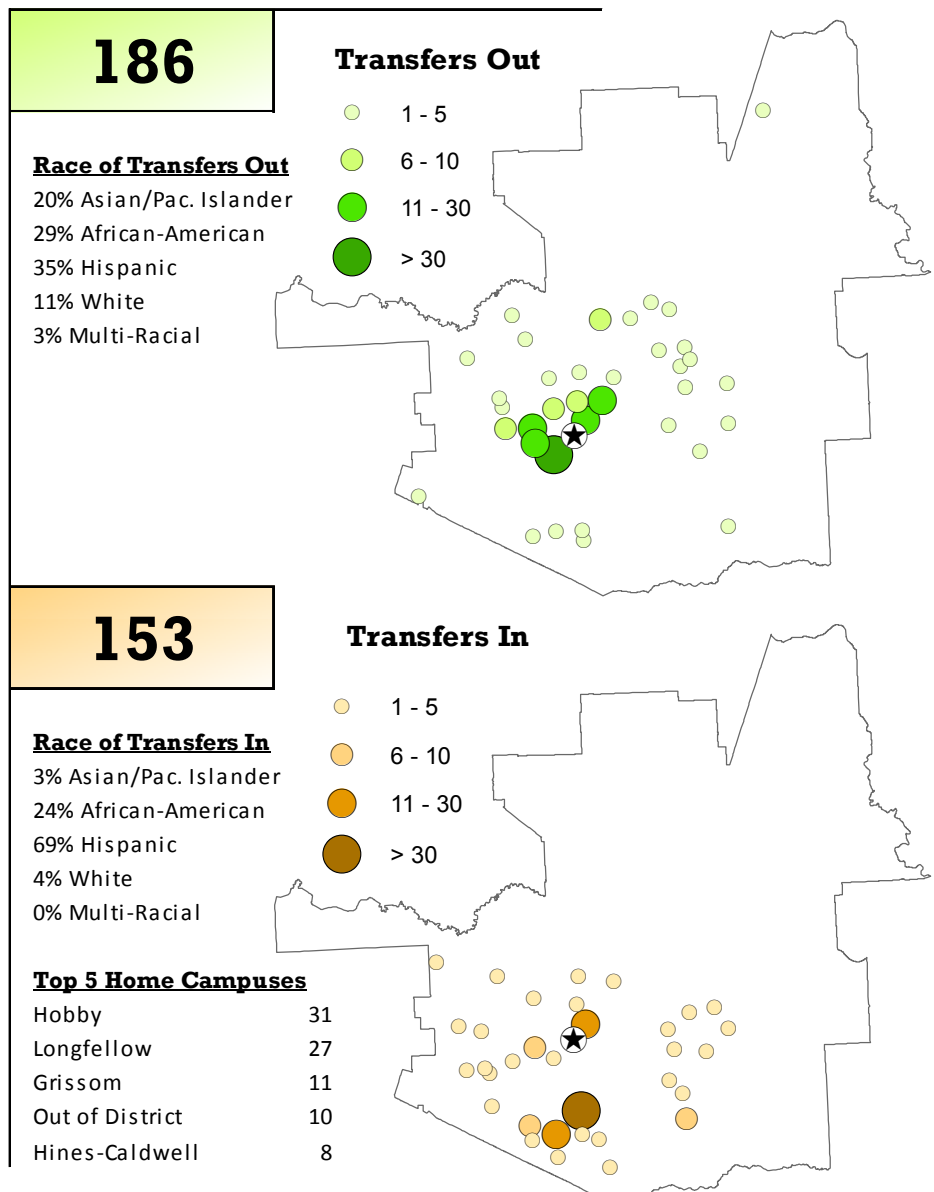 186
Transfers Out
1 - 5
6 - 10
11 - 30
> 30
Race of Transfers Out
20% Asian/Pac. Islander
29% African-American
35% Hispanic
11% White
3% Multi-Racial
153
Transfers In
1 - 5
6 - 10
11 - 30
> 30
Race of Transfers In
3% Asian/Pac. Islander
24% African-American
69% Hispanic
4% White
0% Multi-Racial
Top 5 Home Campuses
Hobby 31
Longfellow 27
Grissom 11
Out of District 10
Hines-Caldwell 8